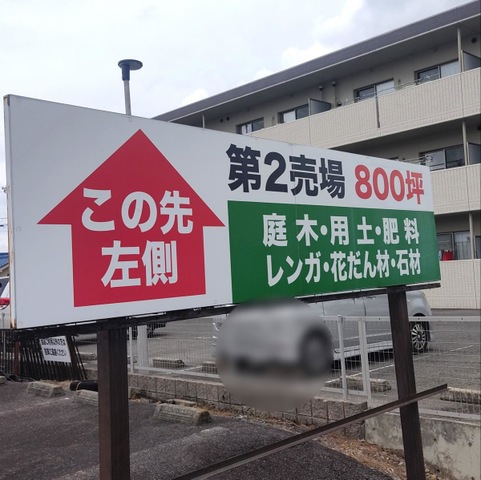 この先
左側
第2売場 800坪
庭木・用土・肥料
レンガ・花だん材・石材